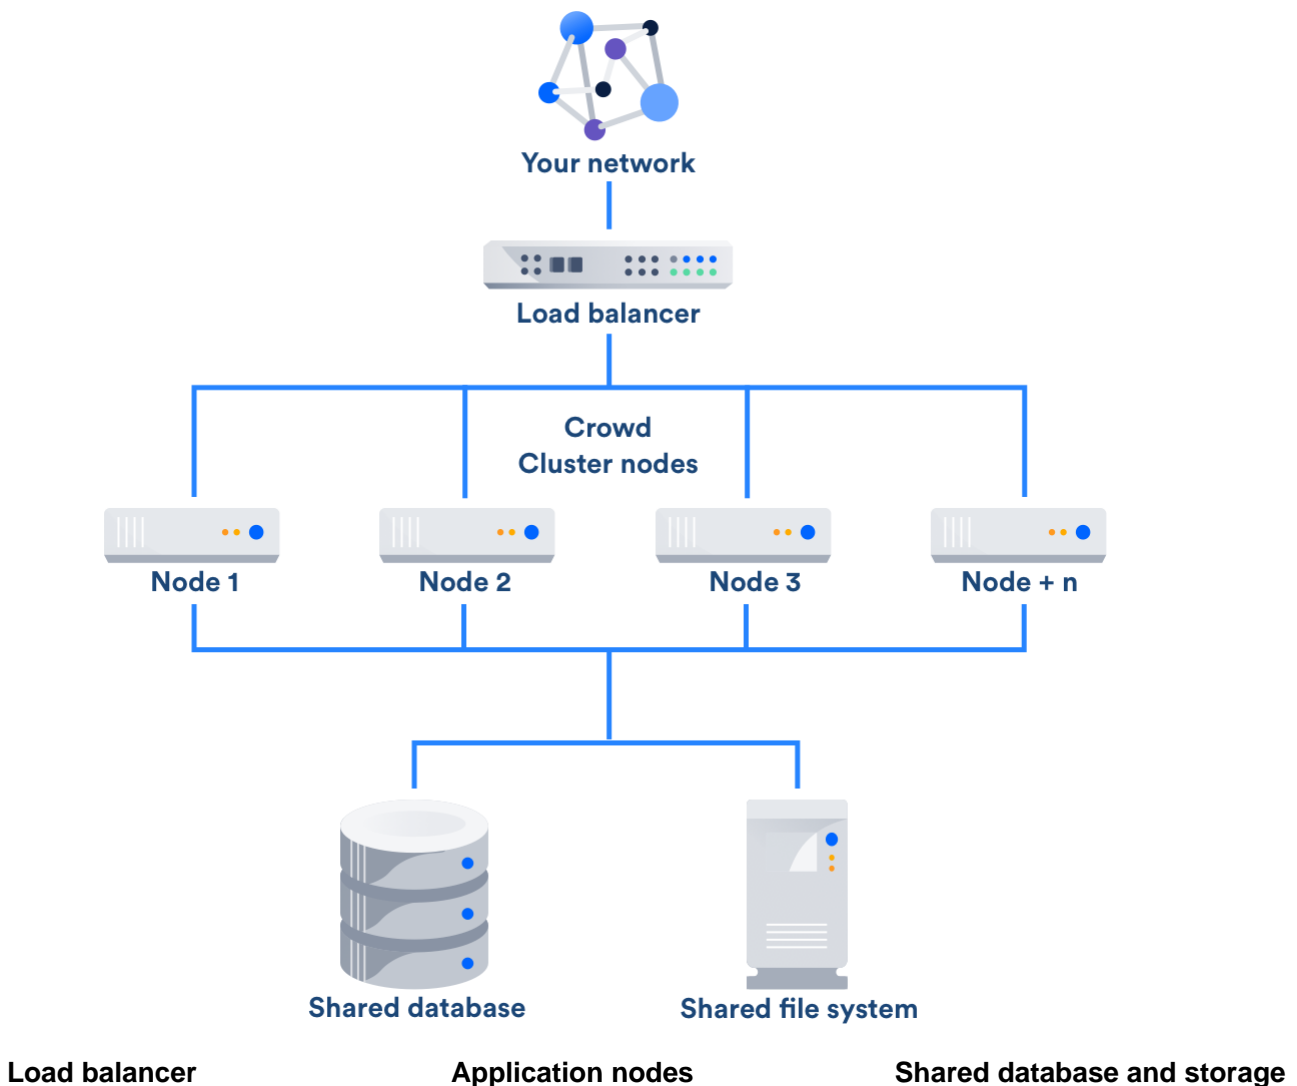 Your network
Load balancer
Crowd
Cluster nodes
Node 1
Node 2
Node 3
Node + n
Shared database
Shared file system
Load balancer
Application nodes
Shared database and storage